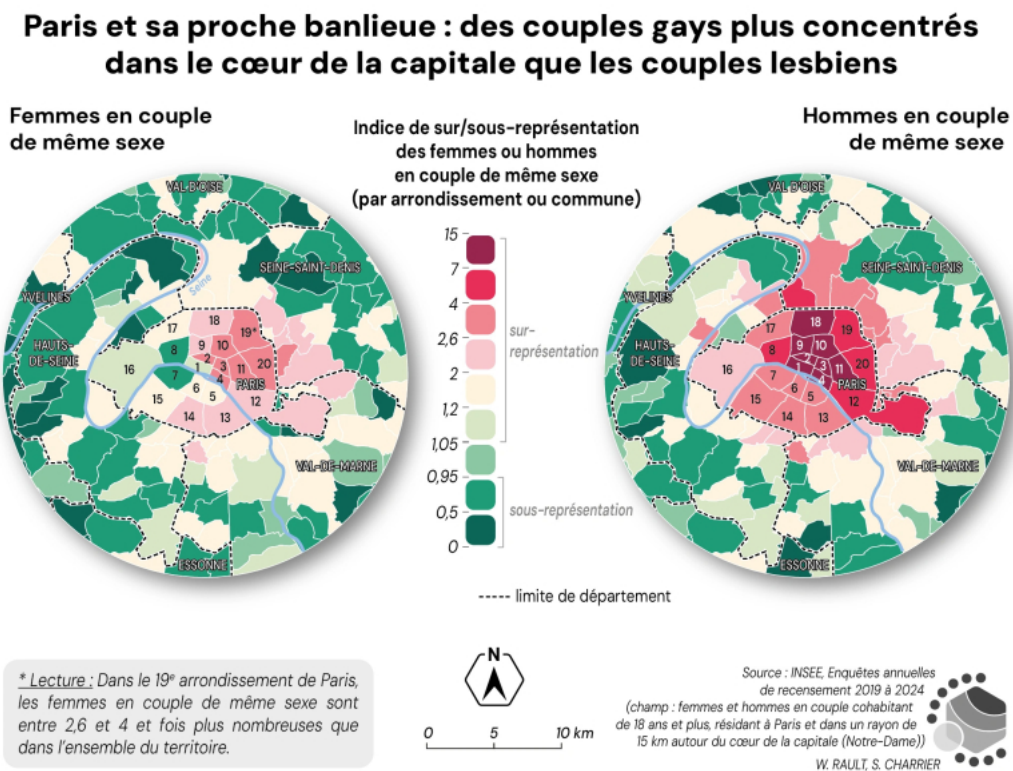 Paris et sa proche banlieue : des couples gays plus concentrés
dans le cœur de la capitale que les couples lesbiens
Femmes en couple
de même sexe
Indice de sur/sous-représentation
des femmes ou hommes
en couple de même sexe
(par arrondissement ou commune)
Hommes en couple
de même sexe
15
7
4
2,6
2
1,2
1,05
0,95
0,5
0
sur-
représentation
sous-représentation
VAL D'OISE
SEINE-SAINT-DENIS
YVELINES
Seine
HAUTS-
DE-SEINE
17
18
19*
9
10
8
2
3
1
11
20
16
7
4
PARIS
6
5
12
15
14
13
VAL-DE-MARNE
ESSONNE
VAL D'OISE
SEINE-SAINT-DENIS
YVELINES
HAUTS-
DE-SEINE
17
18
19
9
10
8
2
3
1
11
20
16
7
4
PARIS
6
5
12
15
14
13
VAL-DE-MARNE
ESSONNE
limite de département
* Lecture : Dans le 19e arrondissement de Paris,
les femmes en couple de même sexe sont
entre 2,6 et 4 et fois plus nombreuses que
dans l'ensemble du territoire.
N
0
5
10 km
Source : INSEE, Enquêtes annuelles
de recensement 2019 à 2024
(champ : femmes et hommes en couple cohabitant
de 18 ans et plus, résidant à Paris et dans un rayon de
15 km autour du cœur de la capitale (Notre-Dame))
W. RAULT, S. CHARRIER